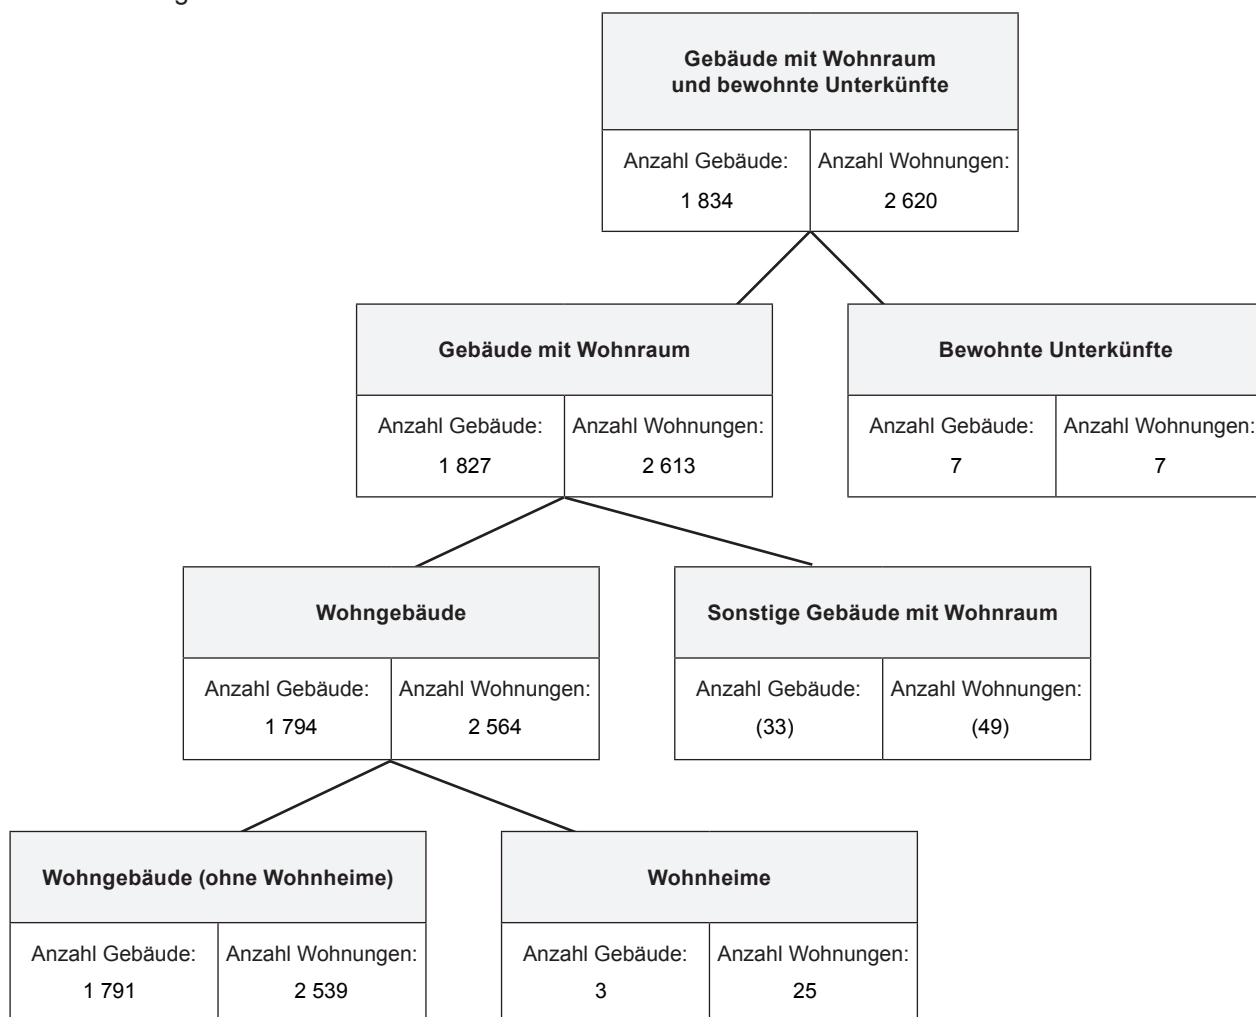 Gebäude mit Wohnraum
und bewohnte Unterkünfte
Anzahl Gebäude: Anzahl Wohnungen:
1 834 2 620
Gebäude mit Wohnraum Bewohnte Unterkünfte
Anzahl Gebäude: Anzahl Wohnungen: Anzahl Gebäude: Anzahl Wohnungen:
1 827 2 613 7 7
Wohngebäude Sonstige Gebäude mit Wohnraum
Anzahl Gebäude: Anzahl Wohnungen: Anzahl Gebäude: Anzahl Wohnungen:
1 794 2 564 (33) (49)
Wohngebäude (ohne Wohnheime) Wohnheime
Anzahl Gebäude: Anzahl Wohnungen: Anzahl Gebäude: Anzahl Wohnungen:
1 791 2 539 3 25